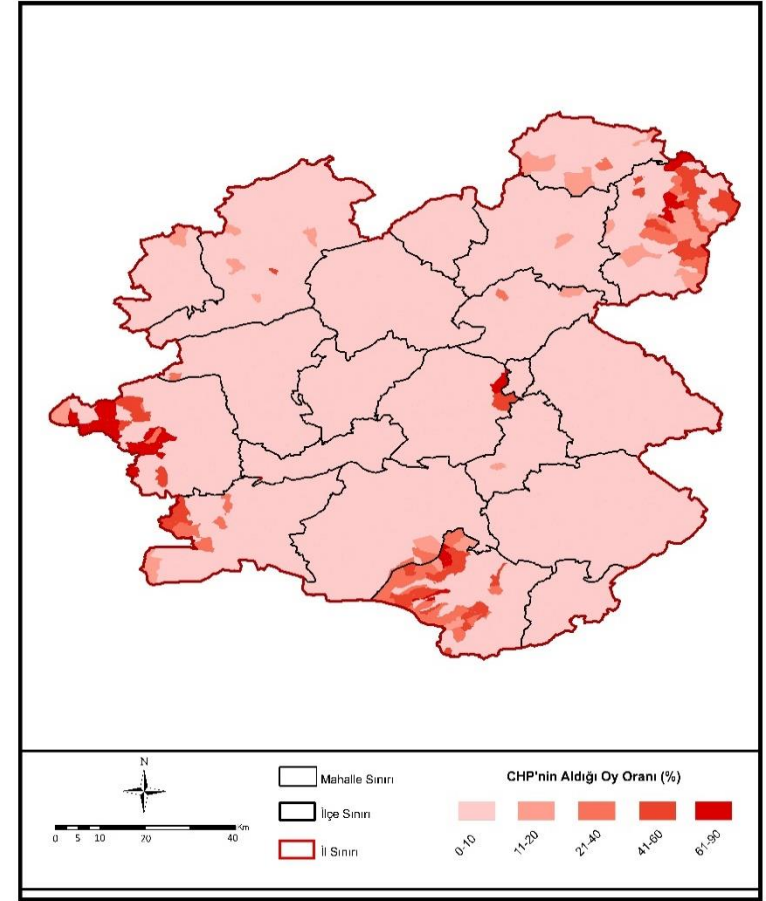 N
0 5 10 20 40 Km
Mahalle Sınırı
İlçe Sınırı
İl Sınırı
CHP'nin Aldığı Oy Oranı (%)
0-10 11-20 21-40 41-60 61-90